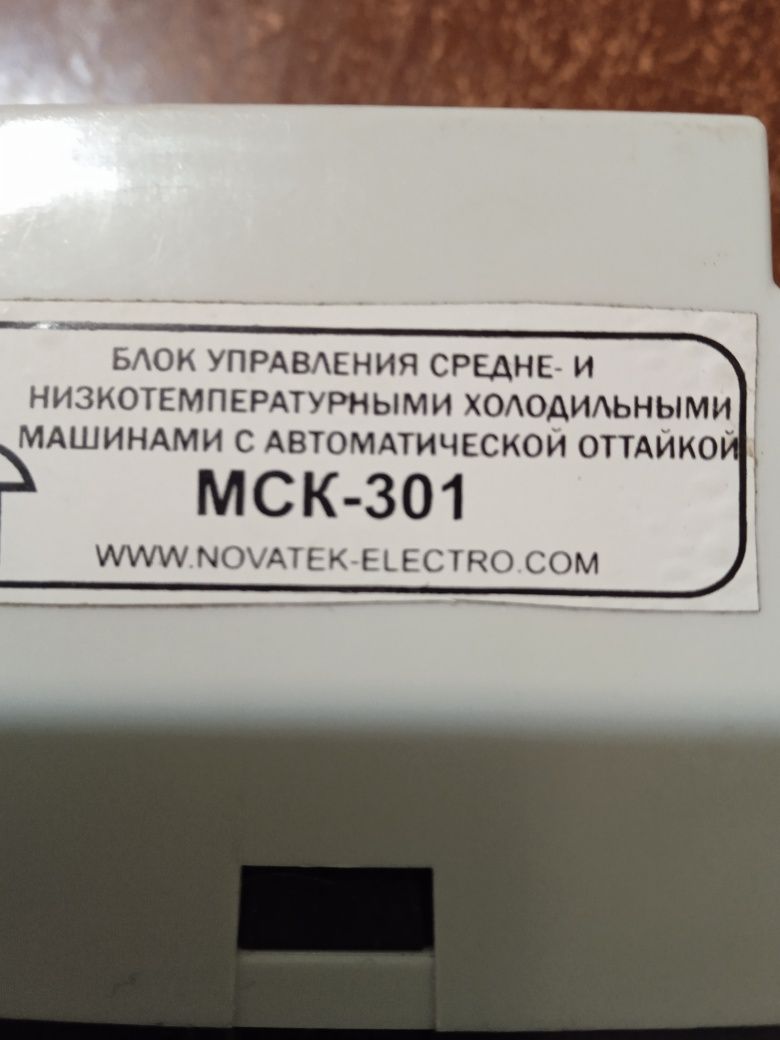 БЛОК УПРАВЛЕНИЯ СРЕДНЕ- И
НИЗКОТЕМПЕРАТУРНЫМИ ХОЛОДИЛЬНЫМИ
МАШИНАМИ С АВТОМАТИЧЕСКОЙ ОТТАЙКОЙ
МСК-301
WWW.NOVATEK-ELECTRO.COM